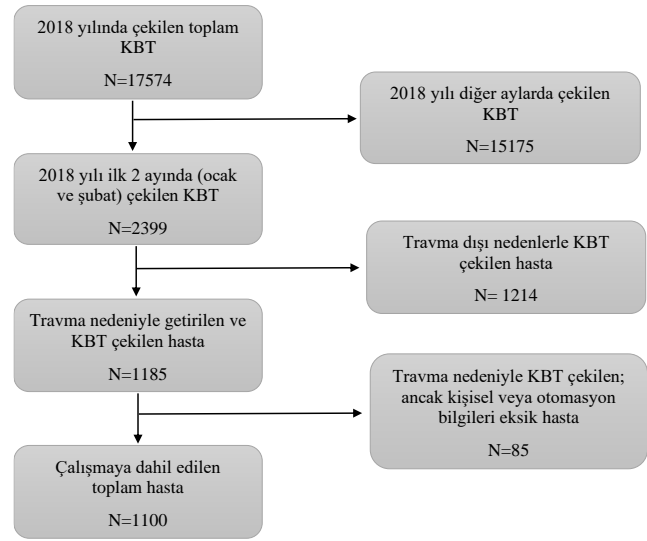 2018 yılında çekilen toplam
KBT
N=17574
2018 yılı diğer aylarda çekilen
KBT
N=15175
2018 yılı ilk 2 ayında (ocak
ve şubat) çekilen KBT
N=2399
Travma dışı nedenlerle KBT
çekilen hasta
N= 1214
Travma nedeniyle getirilen ve
KBT çekilen hasta
N=1185
Travma nedeniyle KBT çekilen;
ancak kişisel veya otomasyon
bilgileri eksik hasta
N=85
Çalışmaya dahil edilen
toplam hasta
N=1100